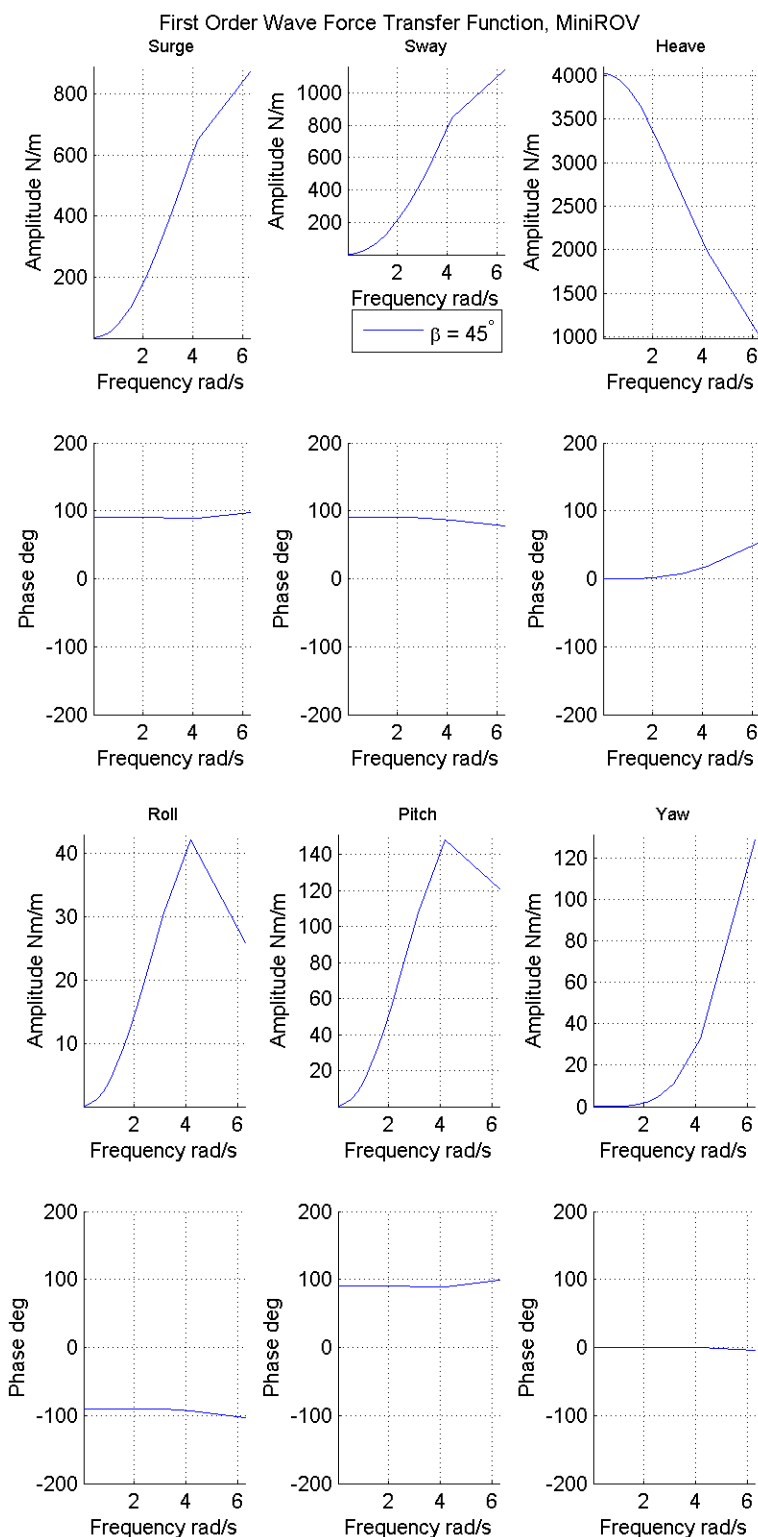 First Order Wave Force Transfer Function, MiniROV
Surge
Sway
Heave
Amplitude N/m
800
600
400
200
2 4 6
Frequency rad/s
Amplitude N/m
1000
800
600
400
200
2 4 6
Frequency rad/s
β = 45°
Amplitude N/m
4000
3500
3000
2500
2000
1500
1000
2 4 6
Frequency rad/s
Phase deg
200
100
0
-100
-200
2 4 6
Frequency rad/s
Phase deg
200
100
0
-100
-200
2 4 6
Frequency rad/s
Phase deg
200
100
0
-100
-200
2 4 6
Frequency rad/s
Roll
Amplitude Nm/m
40
30
20
10
2 4 6
Frequency rad/s
Pitch
Amplitude Nm/m
140
120
100
80
60
40
20
2 4 6
Frequency rad/s
Yaw
Amplitude Nm/m
120
100
80
60
40
20
0
2 4 6
Frequency rad/s
Phase deg
200
100
0
-100
-200
2 4 6
Frequency rad/s
Phase deg
200
100
0
-100
-200
2 4 6
Frequency rad/s
Phase deg
200
100
0
-100
-200
2 4 6
Frequency rad/s